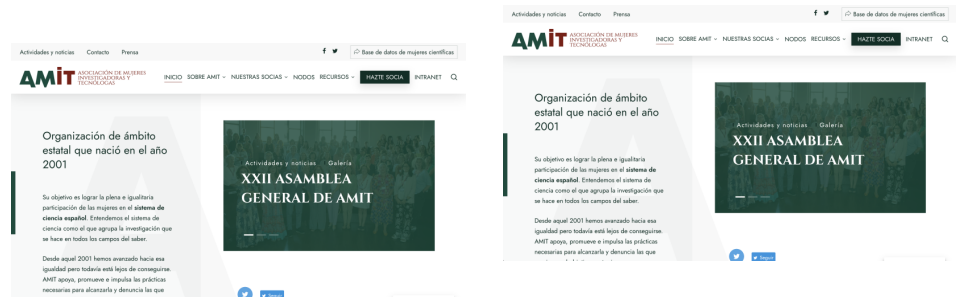 Actividades y noticias Contacto Prensa
Base de datos de mujeres científicas
AMIT ASOCIACIÓN DE MUJERES
INVESTIGADORAS Y
TECNÓLOGAS
INICIO SOBRE AMIT NUESTRAS SOCIAS NODOS RECURSOS HAZTE SOCIA INTRANET
Organización de ámbito
estatal que nació en el año
2001
Su objetivo es lograr la plena e igualitaria
participación de las mujeres en el sistema de
ciencia español. Entendemos el sistema de
ciencia como el que agrupa la investigación que
se hace en todos los campos del saber.
Desde aquel 2001 hemos avanzado hacia esa
igualdad pero todavía está lejos de conseguirse.
AMIT apoya, promueve e impulsa las prácticas
necesarias para alcanzarla y denuncia las que
Actividades y noticias Galería
XXII ASAMBLEA
GENERAL DE AMIT
Seguir
Actividades y noticias Contacto Prensa
Base de datos de mujeres científicas
AMIT ASOCIACIÓN DE MUJERES
INVESTIGADORAS Y
TECNÓLOGAS
INICIO SOBRE AMIT NUESTRAS SOCIAS NODOS RECURSOS HAZTE SOCIA INTRANET
Organización de ámbito
estatal que nació en el año
2001
Su objetivo es lograr la plena e igualitaria
participación de las mujeres en el sistema de
ciencia español. Entendemos el sistema de
ciencia como el que agrupa la investigación que
se hace en todos los campos del saber.
Desde aquel 2001 hemos avanzado hacia esa
igualdad pero todavía está lejos de conseguirse.
AMIT apoya, promueve e impulsa las prácticas
necesarias para alcanzarla y denuncia las que
Actividades y noticias Galería
XXII ASAMBLEA
GENERAL DE AMIT
Seguir